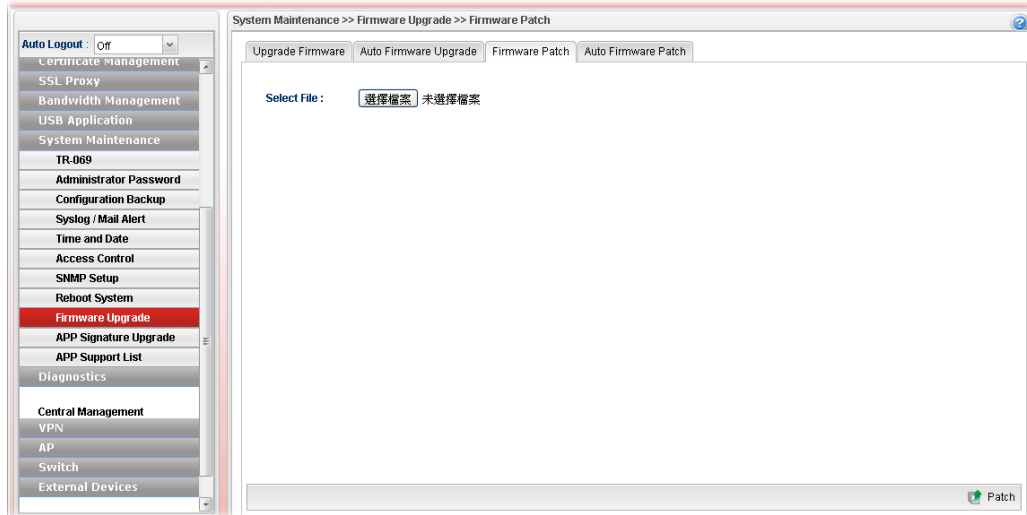 System Maintenance >> Firmware Upgrade >> Firmware Patch
Auto Logout : Off
Certificate Management
SSL Proxy
Bandwidth Management
USB Application
System Maintenance
TR-069
Administrator Password
Configuration Backup
Syslog / Mail Alert
Time and Date
Access Control
SNMP Setup
Reboot System
Firmware Upgrade
APP Signature Upgrade
APP Support List
Diagnostics
Central Management
VPN
AP
Switch
External Devices
Upgrade Firmware Auto Firmware Upgrade Firmware Patch Auto Firmware Patch
Select File : 選擇檔案 未選擇檔案
Patch